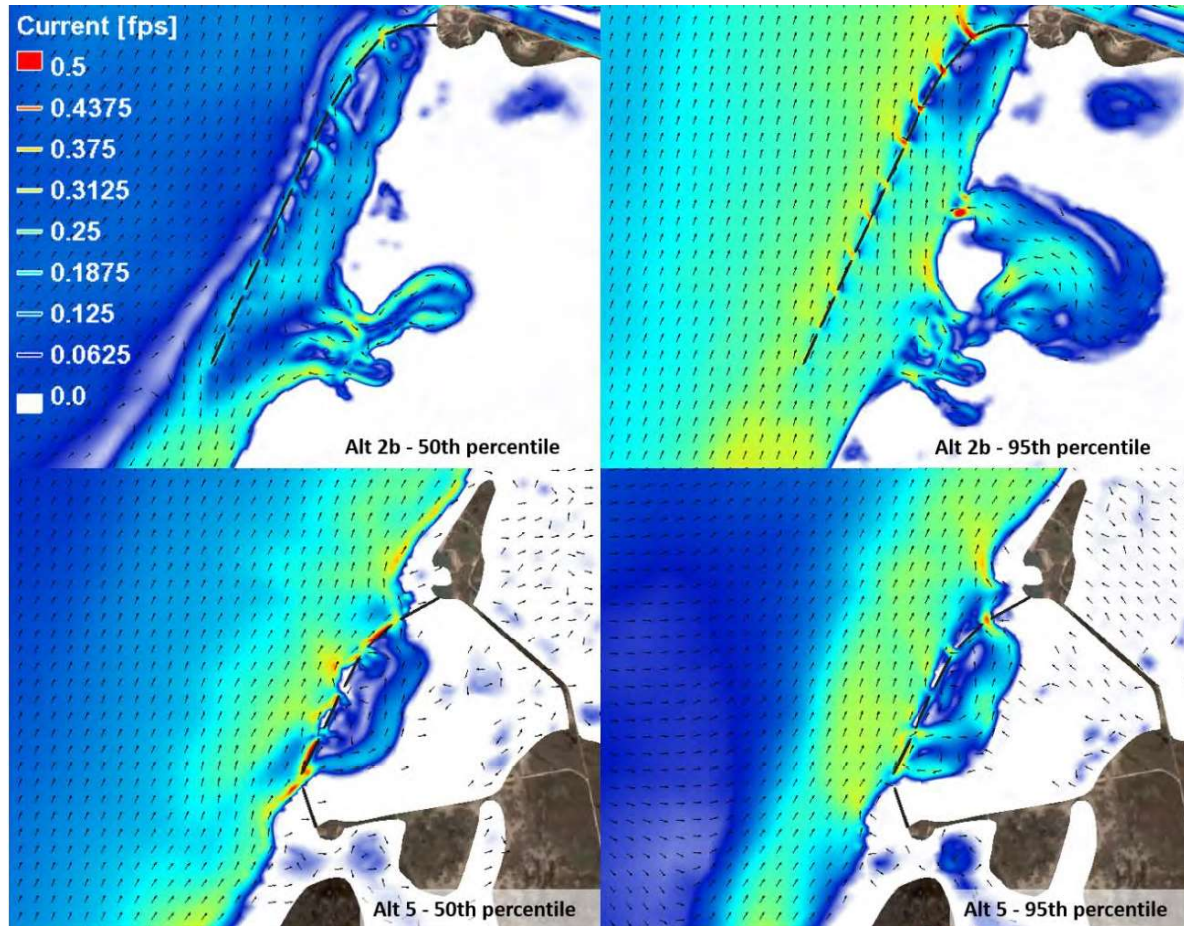 Current [fps]
0.5
0.4375
0.375
0.3125
0.25
0.1875
0.125
0.0625
0.0
Alt 2b - 50th percentile
Alt 2b - 95th percentile
Alt 5 - 50th percentile
Alt 5 - 95th percentile